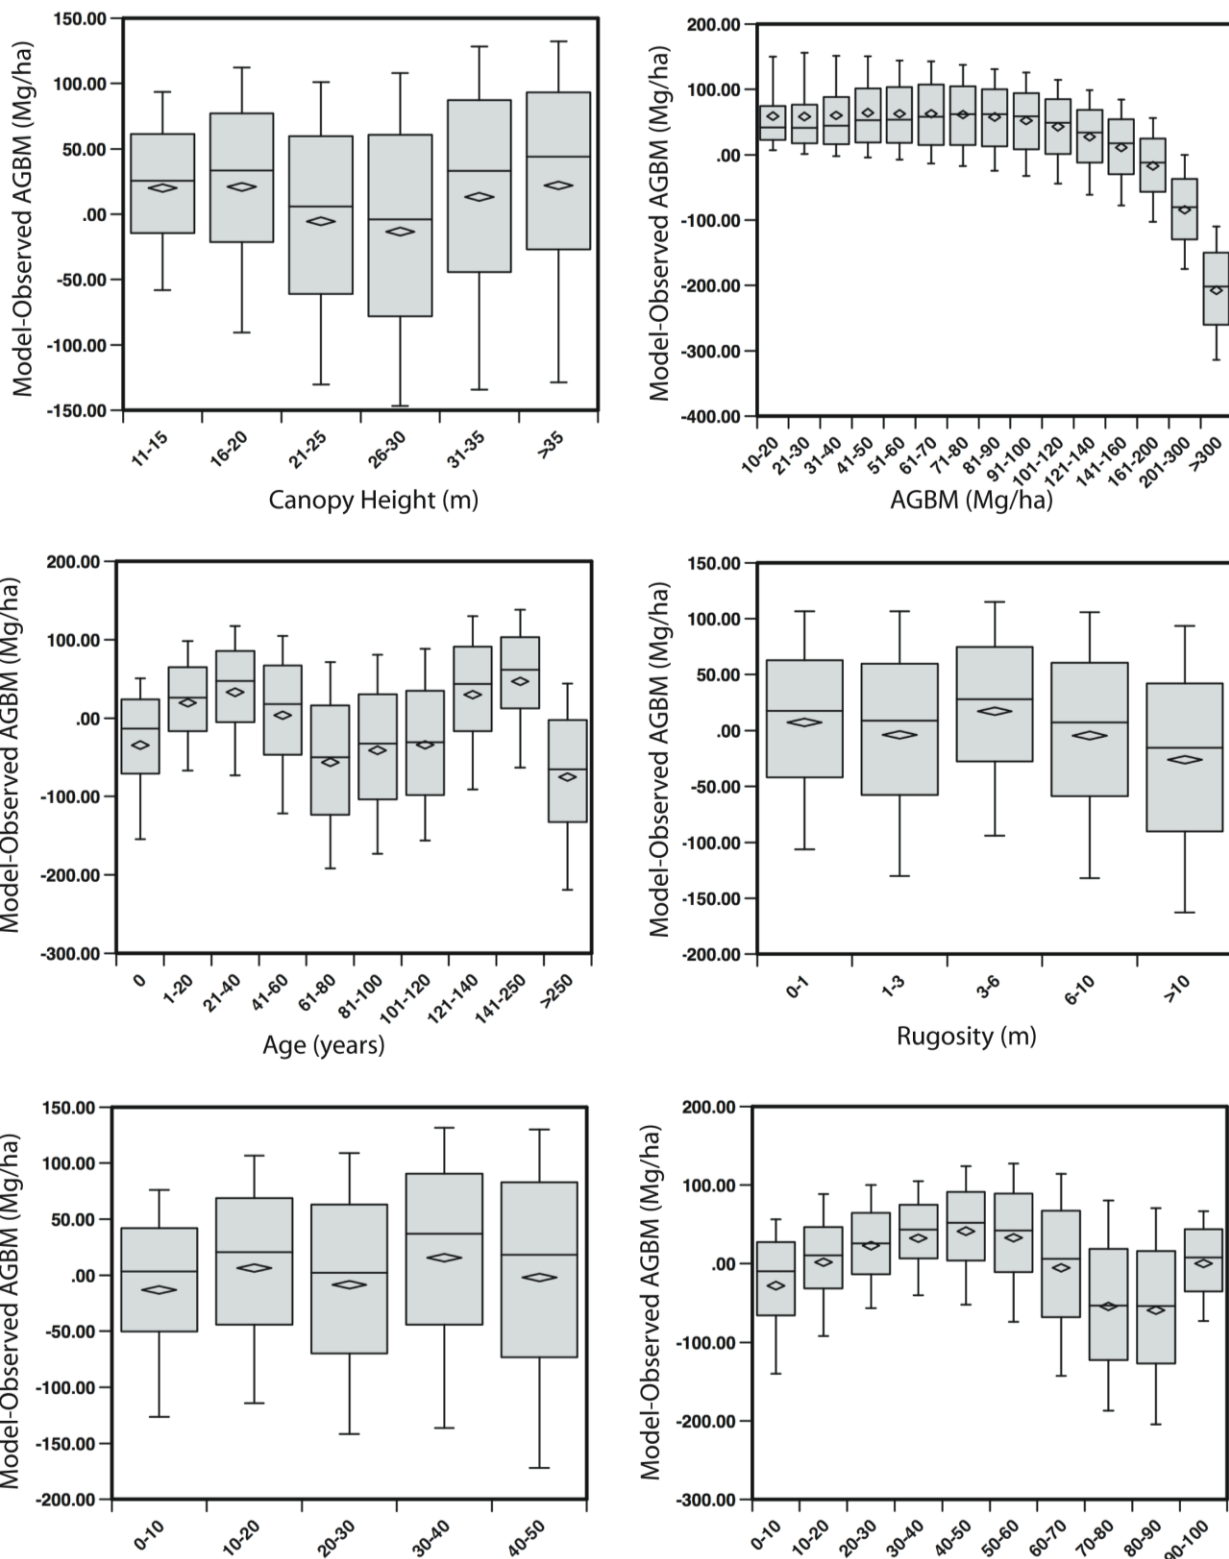 150.00
100.00
50.00
.00
-50.00
-100.00
-150.00
Model-Observed AGBM (Mg/ha)
11-15 16-20 21-25 26-30 31-35 >35
Canopy Height (m)
200.00
100.00
.00
-100.00
-200.00
-300.00
-400.00
Model-Observed AGBM (Mg/ha)
10-20 21-30 31-40 41-50 51-60 61-70 71-80 81-90 91-100 101-120 121-140 141-160 161-200 201-300 >300
AGBM (Mg/ha)
200.00
100.00
.00
-100.00
-200.00
-300.00
Model-Observed AGBM (Mg/ha)
0 1-20 21-40 41-60 61-80 81-100 101-120 121-140 141-250 >250
Age (years)
150.00
100.00
50.00
.00
-50.00
-100.00
-150.00
-200.00
Model-Observed AGBM (Mg/ha)
0-1 1-3 3-6 6-10 >10
Rugosity (m)
150.00
100.00
50.00
.00
-50.00
-100.00
-150.00
-200.00
Model-Observed AGBM (Mg/ha)
0-10 10-20 20-30 30-40 40-50
200.00
100.00
.00
-100.00
-200.00
-300.00
Model-Observed AGBM (Mg/ha)
0-10 10-20 20-30 30-40 40-50 50-60 60-70 70-80 80-90 90-100